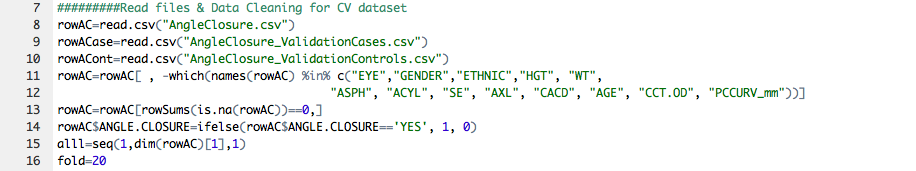 7 #########Read files & Data Cleaning for CV dataset
8 rowAC=read.csv("AngleClosure.csv")
9 rowACase=read.csv("AngleClosure_ValidationCases.csv")
10 rowACont=read.csv("AngleClosure_ValidationControls.csv")
11 rowAC=rowAC[ , -which(names(rowAC) %in% c("EYE","GENDER","ETHNIC","HGT", "WT",
12 "ASPH", "ACYL", "SE", "AXL", "CACD", "AGE", "CCT.OD", "PCCURV_mm"))]
13 rowAC=rowAC[rowSums(is.na(rowAC))==0,]
14 rowAC$ANGLE.CLOSURE=ifelse(rowAC$ANGLE.CLOSURE=='YES', 1, 0)
15 alll=seq(1,dim(rowAC)[1],1)
16 fold=20